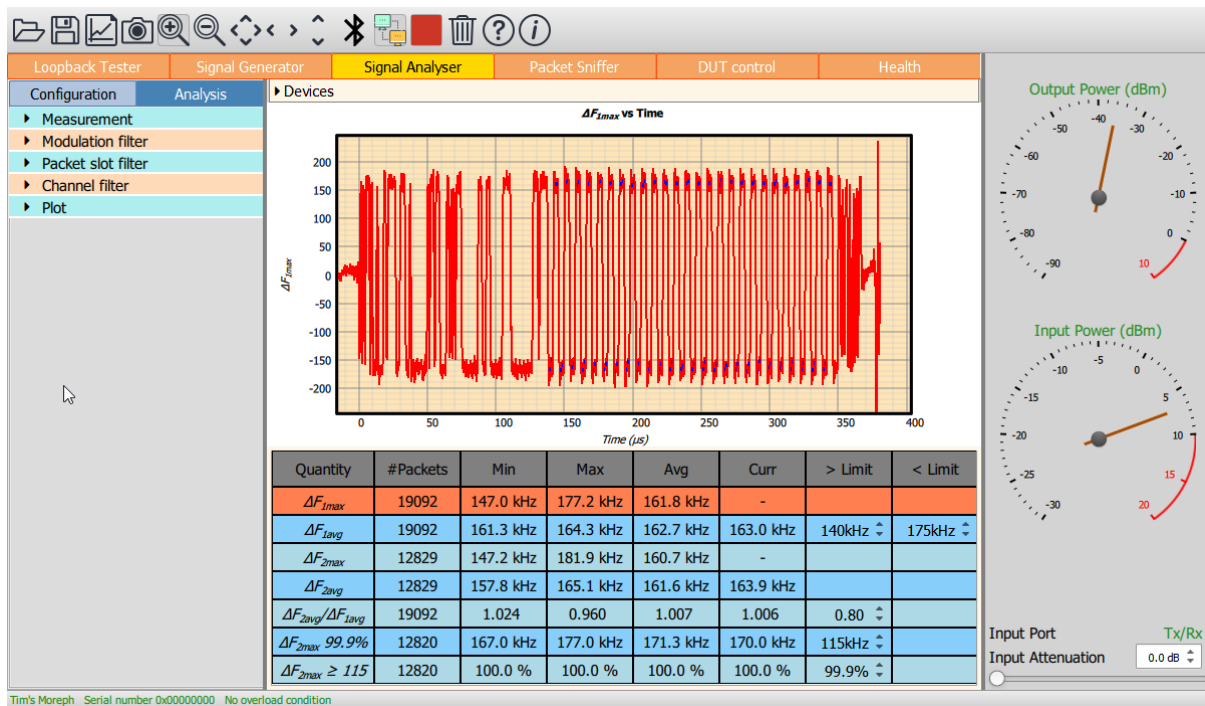 Loopback Tester Signal Generator Signal Analyser Packet Sniffer DUT control Health
Configuration Analysis
Measurement
Modulation filter
Packet slot filter
Channel filter
Plot
Devices
ΔF1max vs Time
ΔF1max
200
150
100
50
0
-50
-100
-150
-200
0 50 100 150 200 250 300 350 400
Time (µs)
Quantity #Packets Min Max Avg Curr > Limit < Limit
ΔF1max 19092 147.0 kHz 177.2 kHz 161.8 kHz -
ΔF1avg 19092 161.3 kHz 164.3 kHz 162.7 kHz 163.0 kHz 140kHz 175kHz
ΔF2max 12829 147.2 kHz 181.9 kHz 160.7 kHz -
ΔF2avg 12829 157.8 kHz 165.1 kHz 161.6 kHz 163.9 kHz
ΔF2avg/ΔF1avg 19092 1.024 0.960 1.007 1.006 0.80
ΔF2max 99.9% 12820 167.0 kHz 177.0 kHz 171.3 kHz 170.0 kHz 115kHz
ΔF2max ≥ 115 12820 100.0 % 100.0 % 100.0 % 100.0 % 99.9%
Output Power (dBm)
-90 -80 -70 -60 -50 -40 -30 -20 -10 0 10
Input Power (dBm)
-30 -25 -20 -15 -10 -5 0 5 10 15 20
Input Port Tx/Rx
Input Attenuation 0.0 dB
Tim's Moreph Serial number 0x00000000 No overload condition